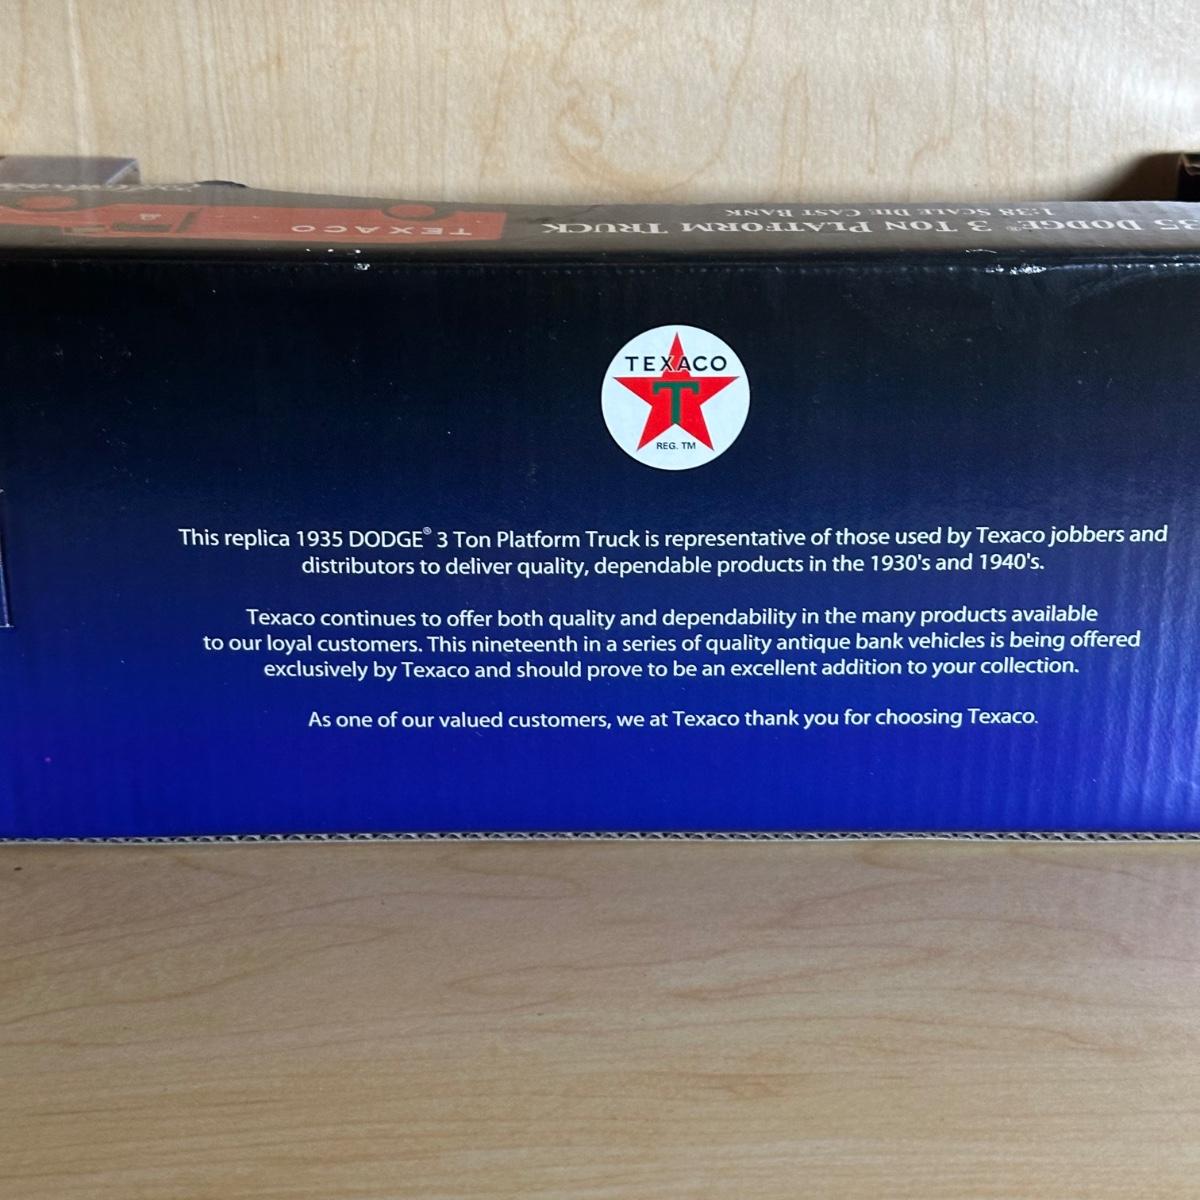 35 DODGE® 3 TON PLATFORM TRUCK
1:38 SCALE DIE CAST BANK
TEXACO
TEXACO
T
REG. TM
This replica 1935 DODGE® 3 Ton Platform Truck is representative of those used by Texaco jobbers and
distributors to deliver quality, dependable products in the 1930's and 1940's.
Texaco continues to offer both quality and dependability in the many products available
to our loyal customers. This nineteenth in a series of quality antique bank vehicles is being offered
exclusively by Texaco and should prove to be an excellent addition to your collection.
As one of our valued customers, we at Texaco thank you for choosing Texaco.